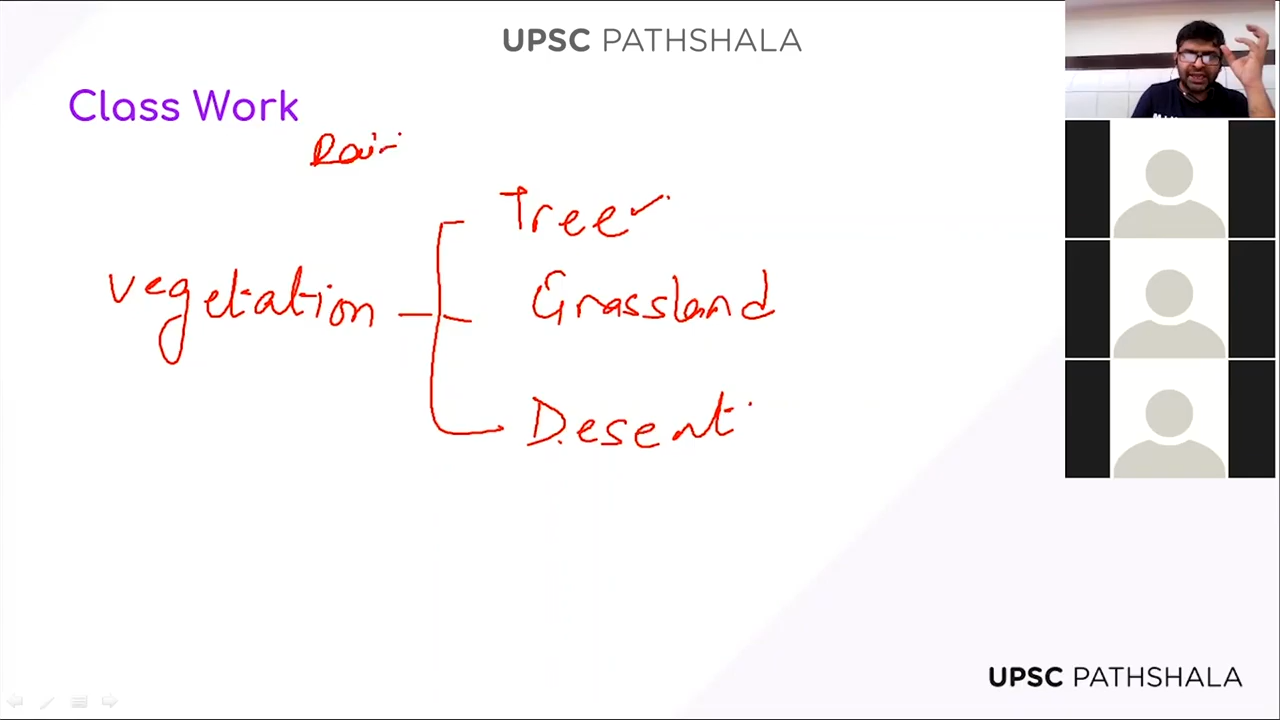 UPSC PATHSHALA
Class Work
Tree
vegetation
Grassland
Desert
UPSC PATHSHALA